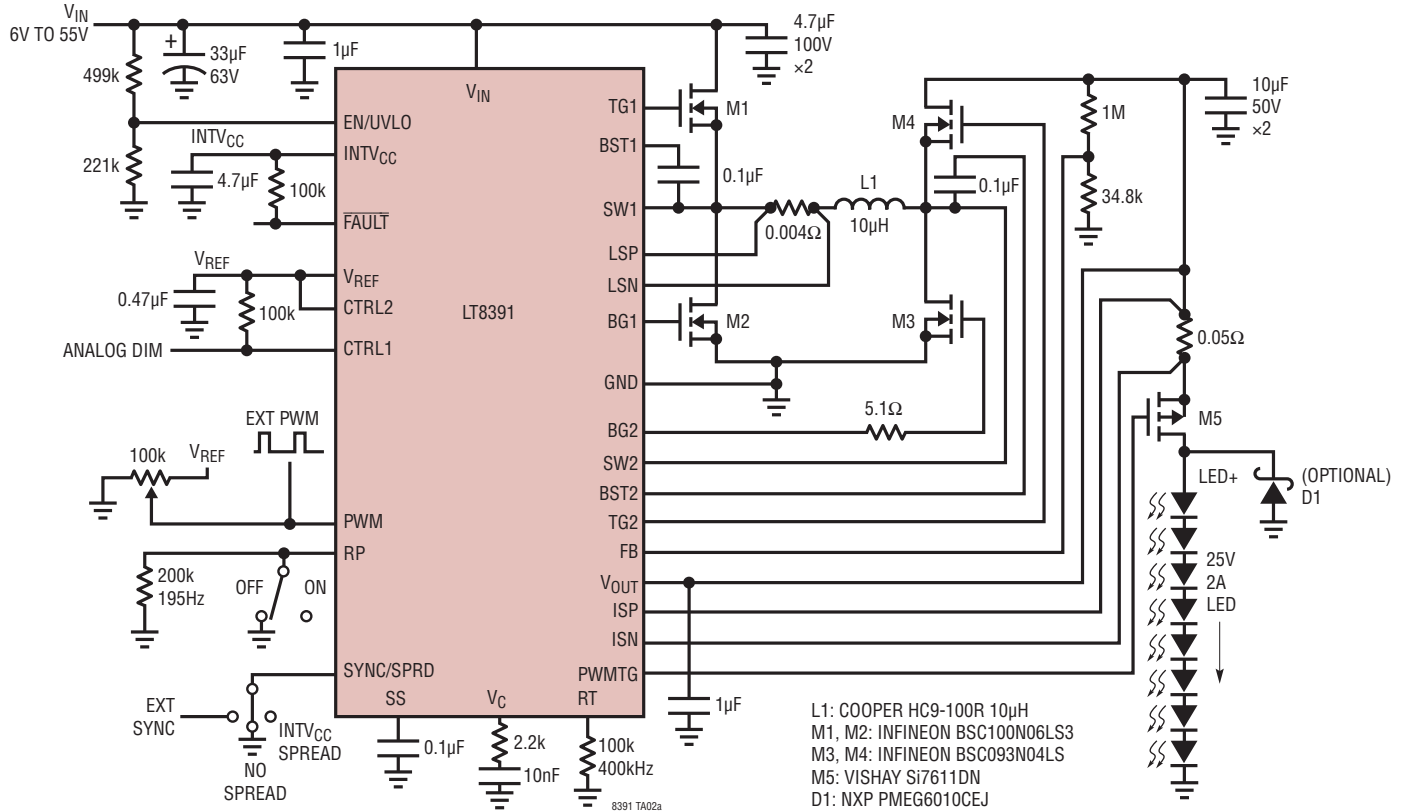 VIN
6V TO 55V
499k
221k
+
33µF
63V
1µF
4.7µF
100V
×2
10µF
50V
×2
INTVCC
4.7µF
100k
VREF
0.47µF
100k
ANALOG DIM
EXT PWM
100k
VREF
200k
195Hz
OFF
ON
EXT
SYNC
INTVCC
SPREAD
NO
SPREAD
VIN
EN/UVLO
INTVCC
FAULT
VREF
CTRL2
CTRL1
PWM
RP
SYNC/SPRD
SS
VC
RT
LT8391
TG1
BST1
SW1
LSP
LSN
BG1
GND
BG2
SW2
BST2
TG2
FB
VOUT
ISP
ISN
PWMTG
M1
0.1µF
0.004Ω
L1
10µH
M4
0.1µF
M2
M3
5.1Ω
1M
34.8k
0.05Ω
M5
LED+
(OPTIONAL)
D1
25V
2A
LED
1µF
0.1µF
2.2k
10nF
100k
400kHz
8391 TA02a
L1: COOPER HC9-100R 10µH
M1, M2: INFINEON BSC100N06LS3
M3, M4: INFINEON BSC093N04LS
M5: VISHAY Si7611DN
D1: NXP PMEG6010CEJ